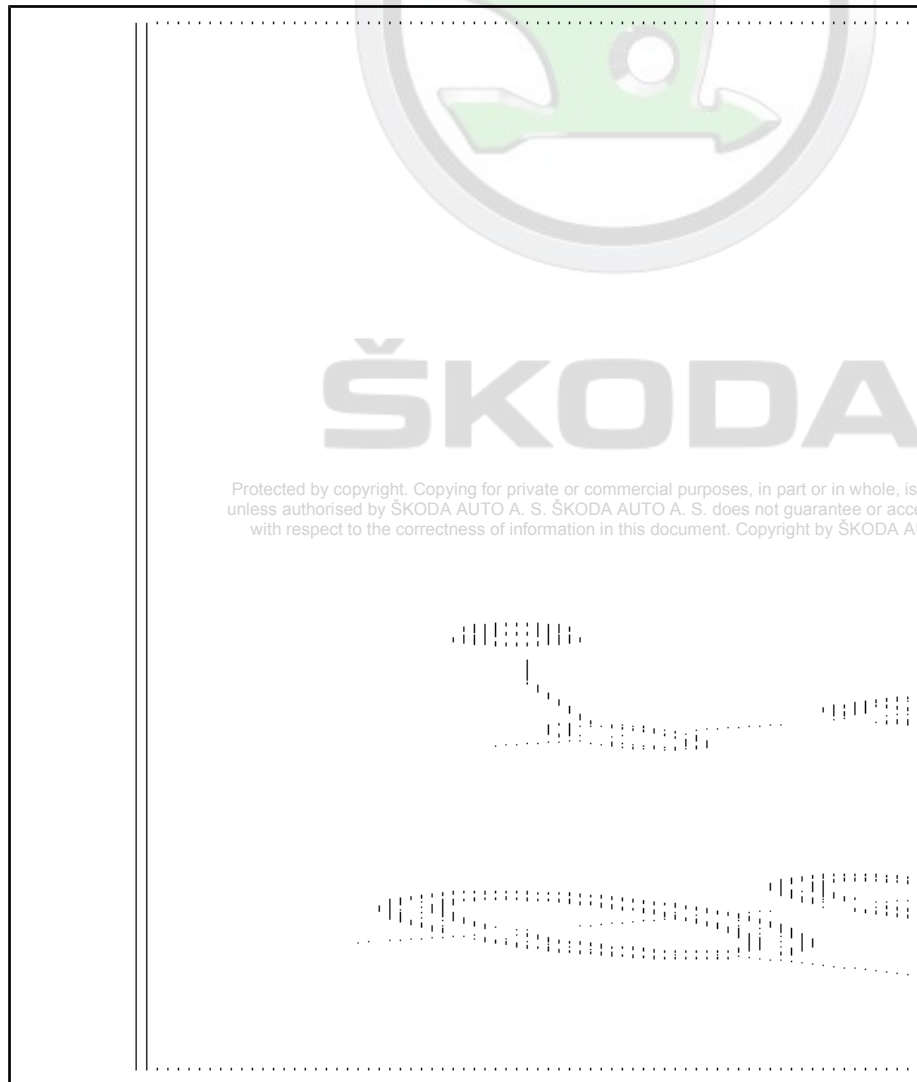 ŠKODA
Protected by copyright. Copying for private or commercial purposes, in part or in whole, is
unless authorised by ŠKODA AUTO A. S. ŠKODA AUTO A. S. does not guarantee or acce
with respect to the correctness of information in this document. Copyright by ŠKODA A